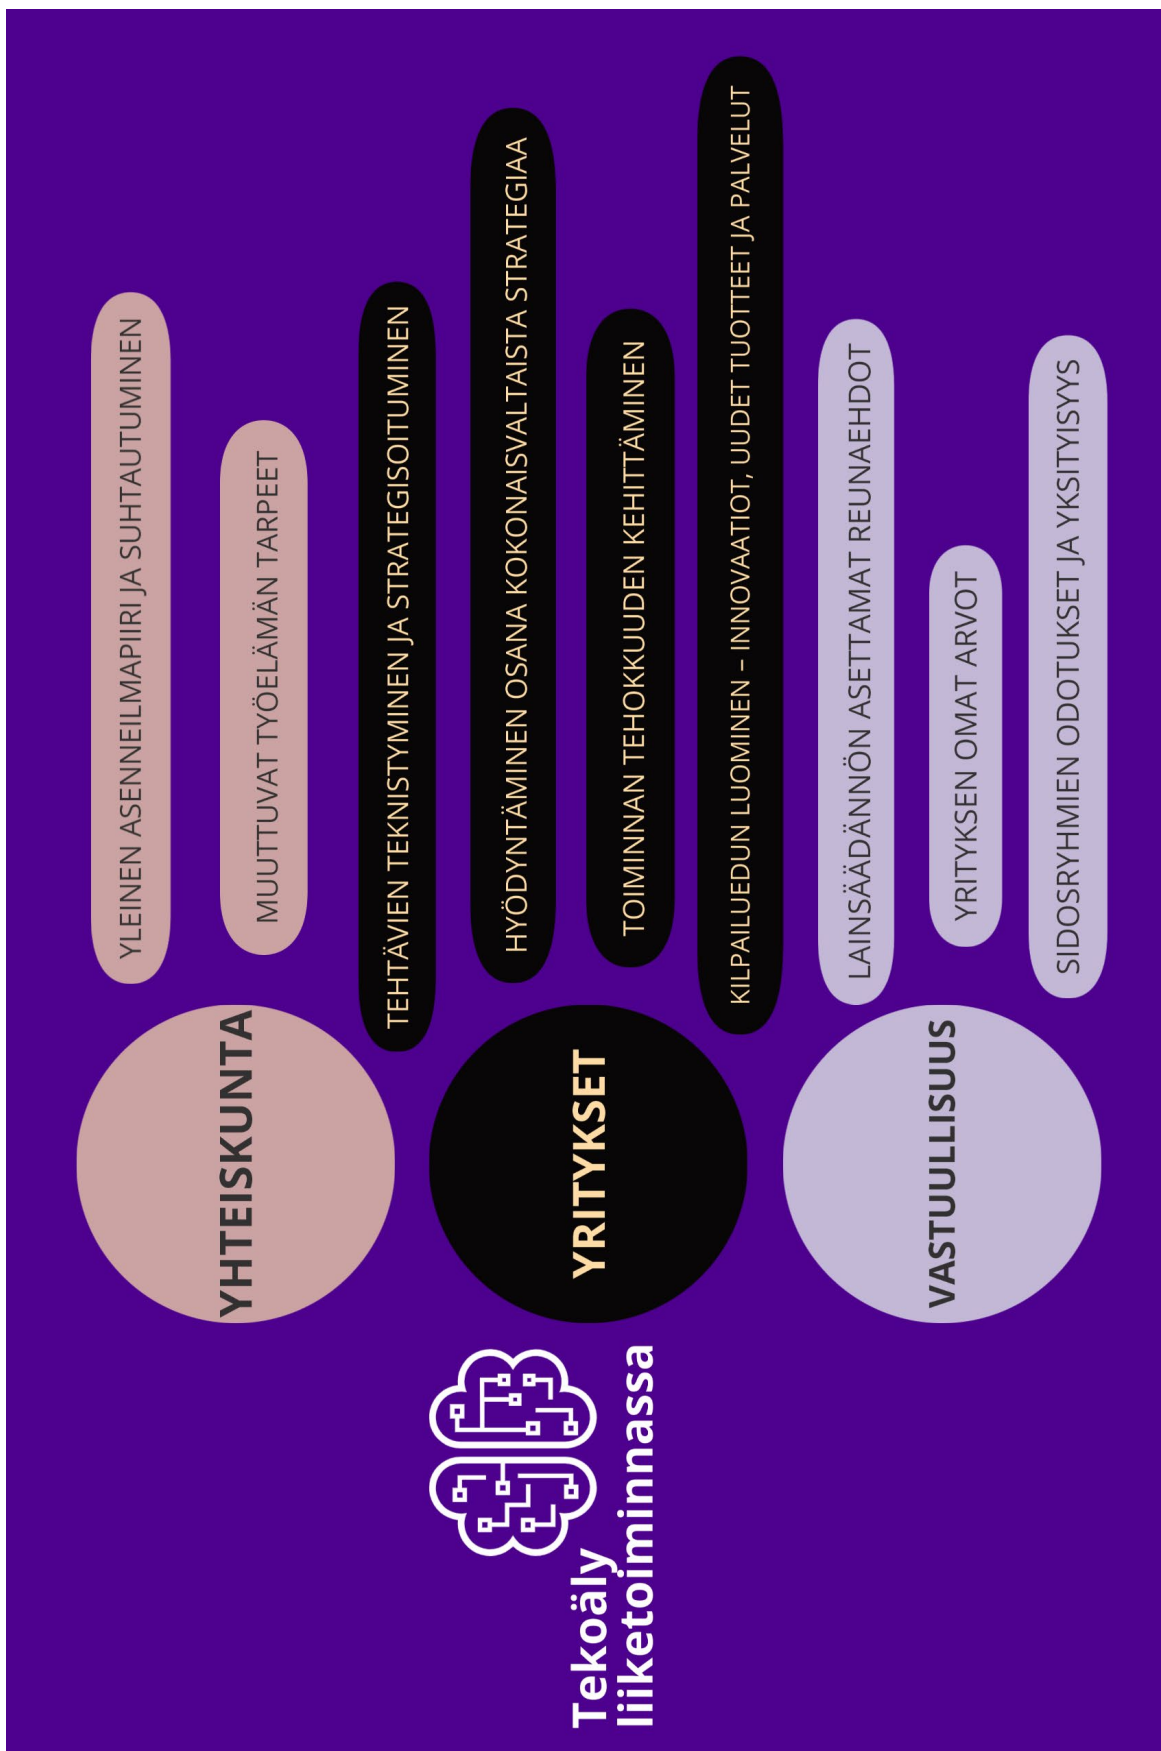 Tekoäly
liiketoiminnassa
YHTEISKUNTA
YLEINEN ASENNEILMAPIIRI JA SUHTAUTUMINEN
MUUTTUVAT TYÖELÄMÄN TARPEET
YRITYKSET
TEHTÄVIEN TEKNISTYMINEN JA STRATEGISOITUMINEN
HYÖDYNTÄMINEN OSANA KOKONAISVALTAISTA STRATEGIAA
TOIMINNAN TEHOKKUUDEN KEHITTÄMINEN
KILPAILUEDUN LUOMINEN – INNOVAATIOT, UUDET TUOTTEET JA PALVELUT
VASTUULLISUUS
LAINSÄÄDÄNNÖN ASETTAMAT REUNAEHDOT
YRITYKSEN OMAT ARVOT
SIDOSRYHMIEN ODOTUKSET JA YKSITYISYYS